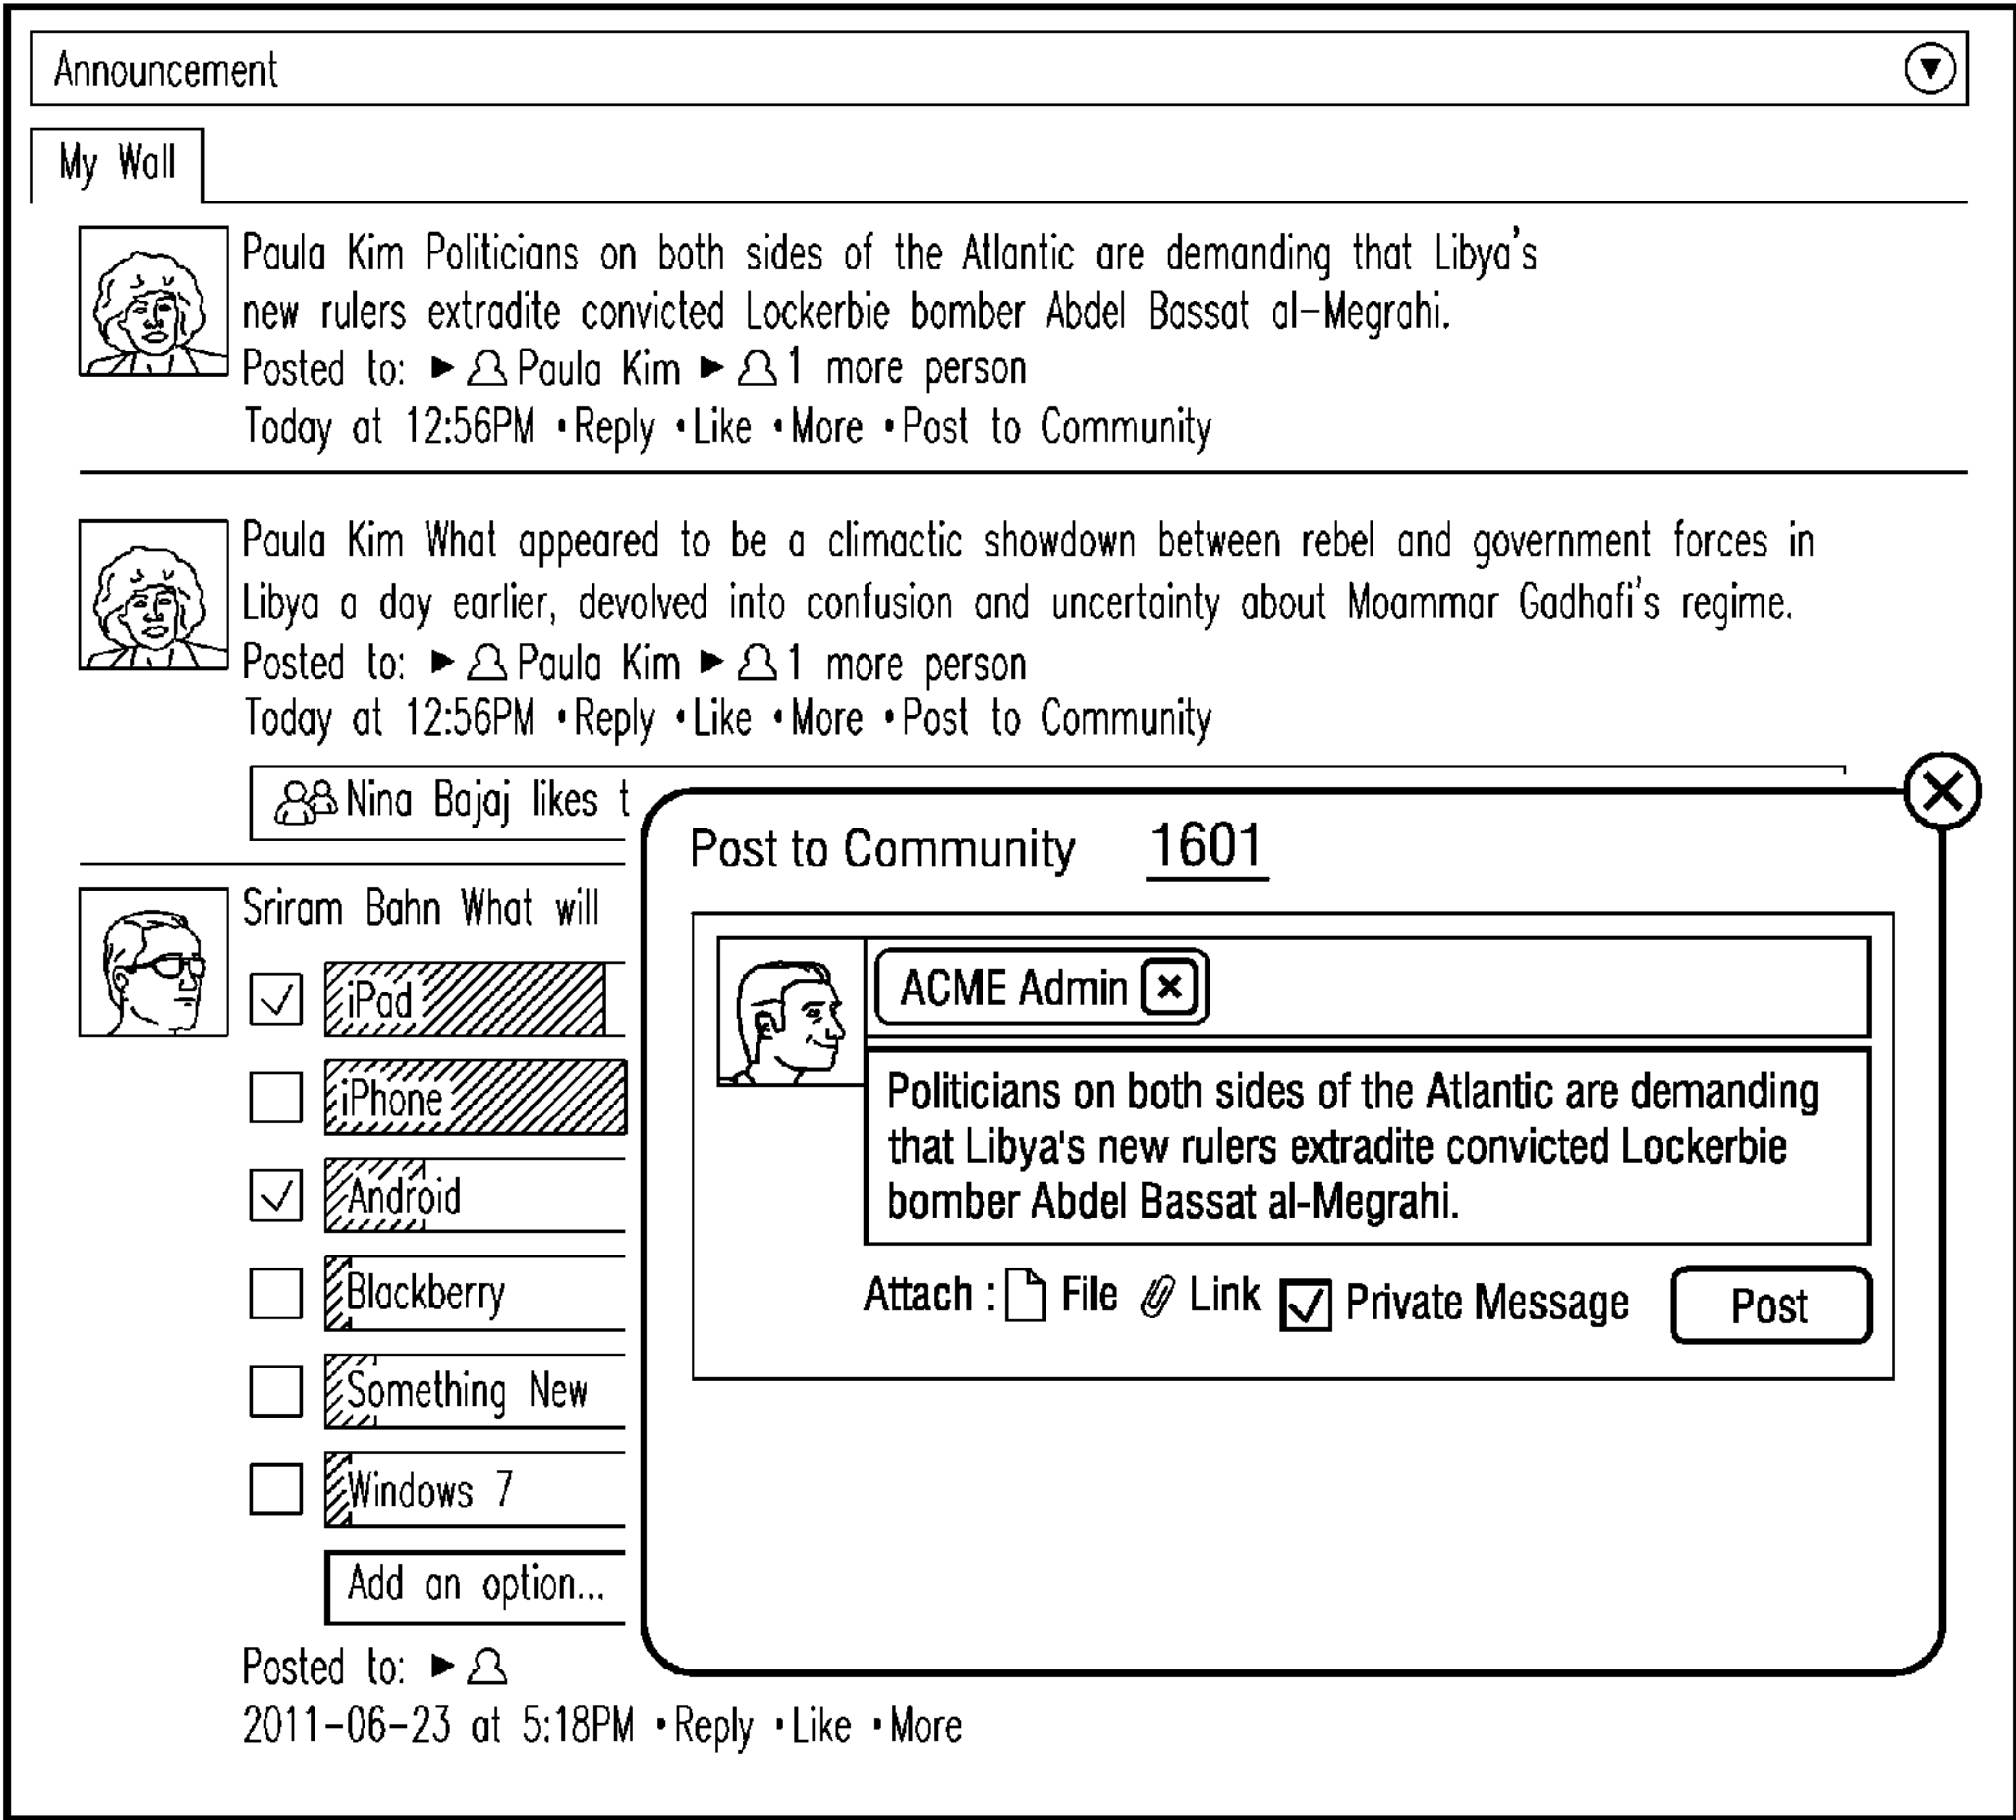 Announcement
My Wall
Paula Kim Politicians on both sides of the Atlantic are demanding that Libya's
new rulers extradite convicted Lockerbie bomber Abdel Bassat al-Megrahi.
Posted to: Paula Kim 1 more person
Today at 12:56PM •Reply •Like •More •Post to Community
Paula Kim What appeared to be a climactic showdown between rebel and government forces in
Libya a day earlier, devolved into confusion and uncertainty about Moammar Gadhafi's regime.
Posted to: Paula Kim 1 more person
Today at 12:56PM •Reply •Like •More •Post to Community
Nina Bajaj likes t
Sriram Bahn What will
iPad
iPhone
Android
Blackberry
Something New
Windows 7
Add an option...
Posted to:
2011-06-23 at 5:18PM •Reply •Like •More
Post to Community 1601
ACME Admin
Politicians on both sides of the Atlantic are demanding
that Libya's new rulers extradite convicted Lockerbie
bomber Abdel Bassat al-Megrahi.
Attach : File Link Private Message Post